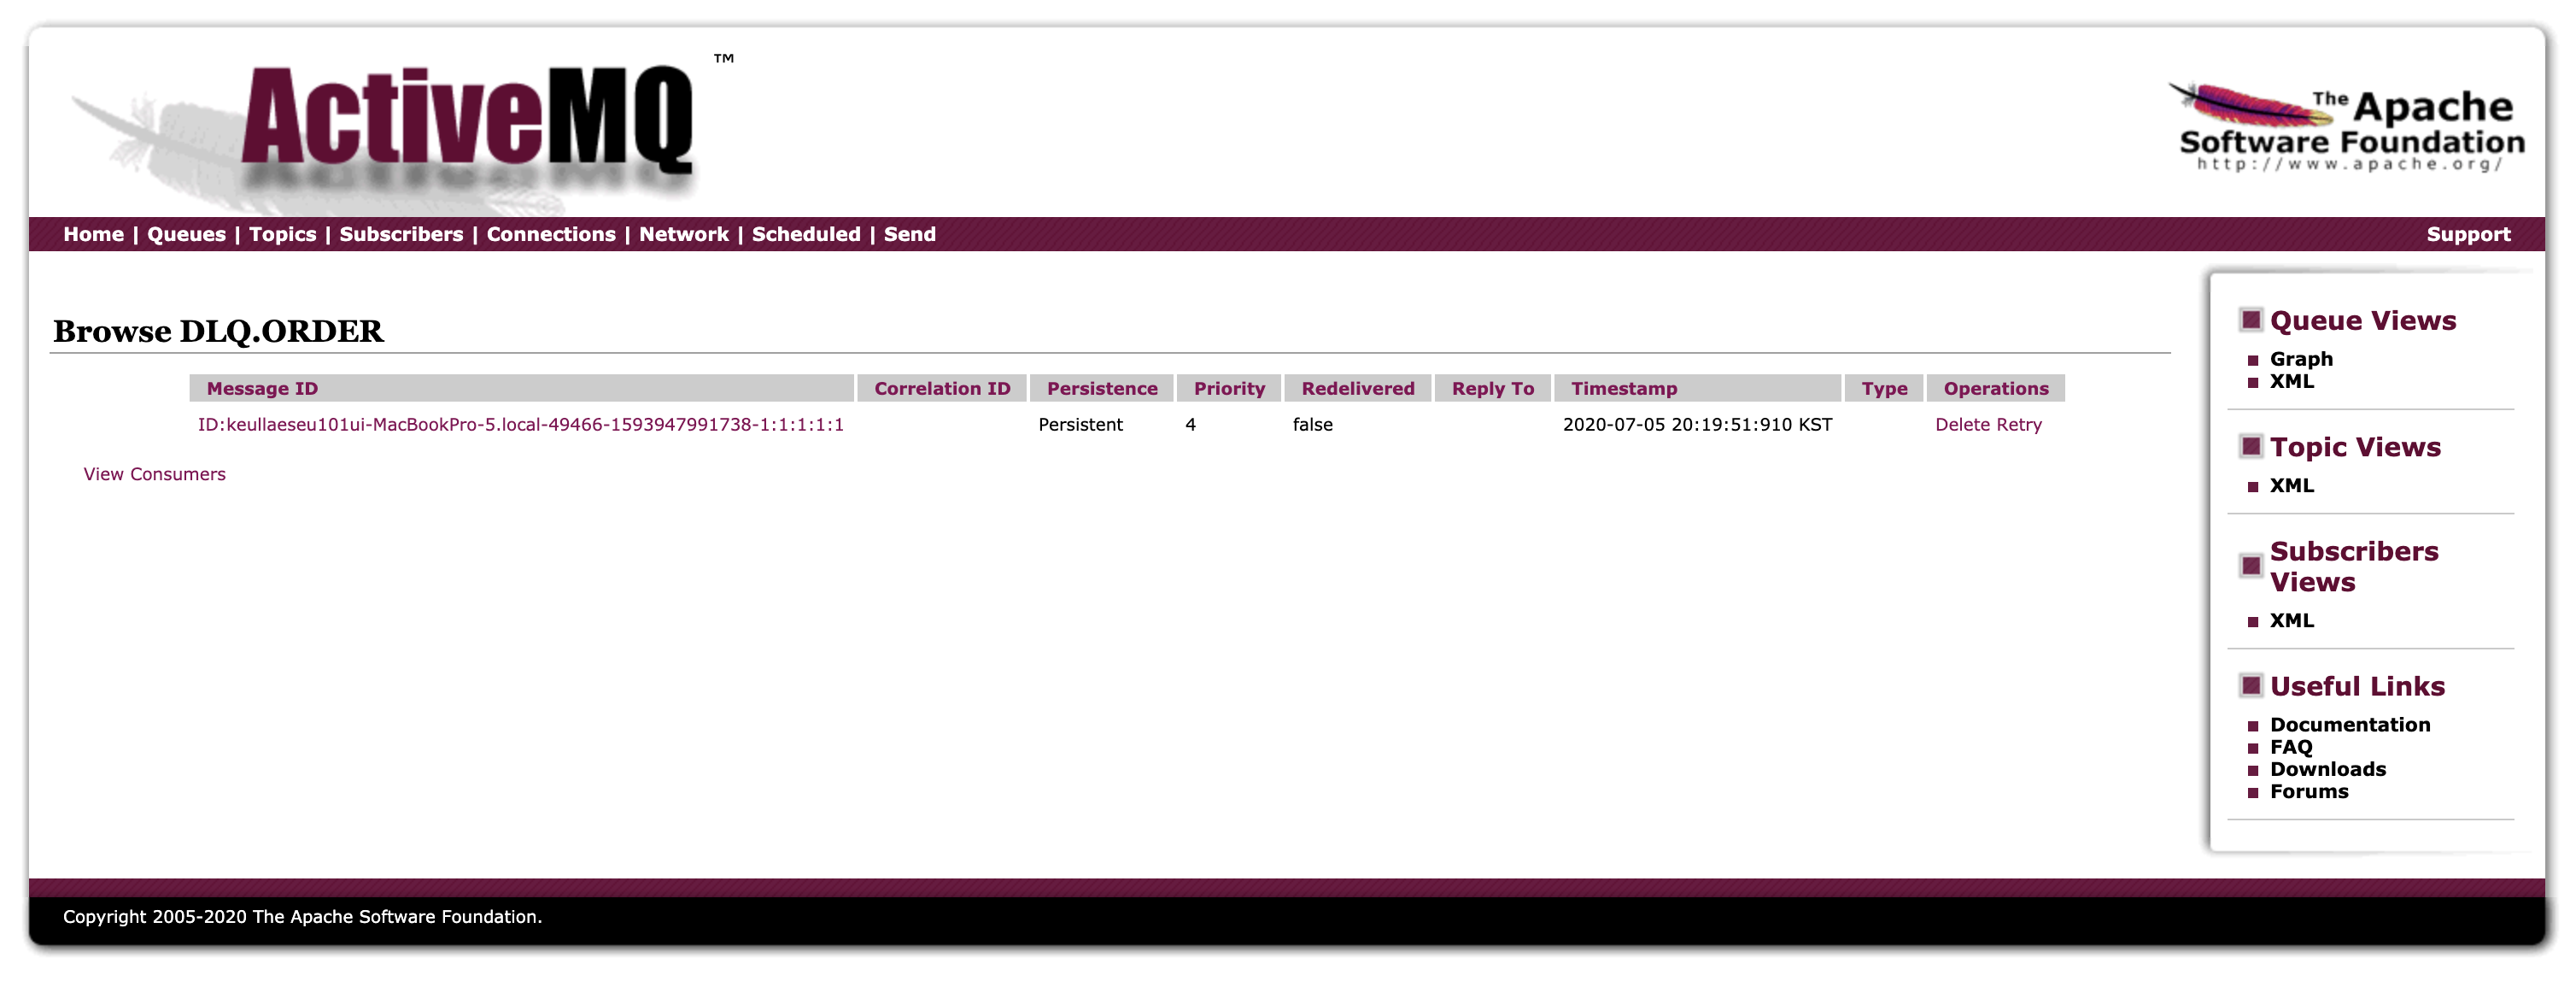 ActiveMQ ™
The Apache
Software Foundation
http://www.apache.org/
Home | Queues | Topics | Subscribers | Connections | Network | Scheduled | Send
Support
Browse DLQ.ORDER
Message ID Correlation ID Persistence Priority Redelivered Reply To Timestamp Type Operations
ID:keullaeseu101ui-MacBookPro-5.local-49466-1593947991738-1:1:1:1:1 Persistent 4 false 2020-07-05 20:19:51:910 KST Delete Retry
View Consumers
Queue Views
Graph
XML
Topic Views
XML
Subscribers
Views
XML
Useful Links
Documentation
FAQ
Downloads
Forums
Copyright 2005-2020 The Apache Software Foundation.